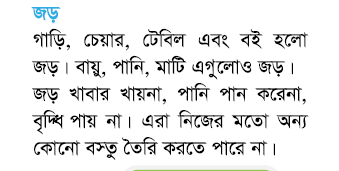 জড়
গাড়ি, চেয়ার, টেবিল এবং বই হলো
জড়। বায়ু, পানি, মাটি এগুলোও জড়।
জড় খাবার খায়না, পানি পান করেনা,
বৃদ্ধি পায় না। এরা নিজের মতো অন্য
কোনো বস্তু তৈরি করতে পারে না।